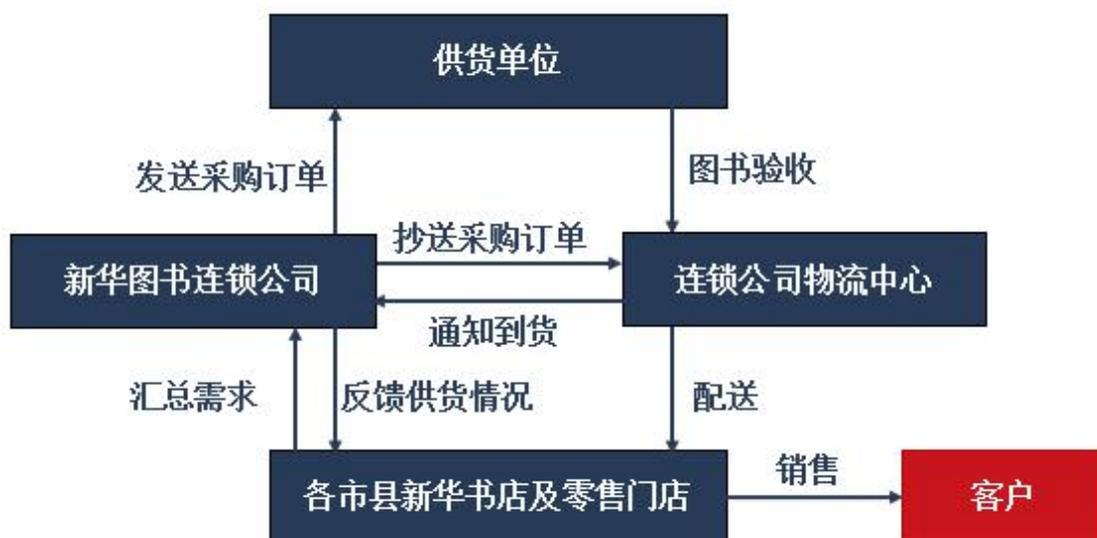 供货单位
发送采购订单
图书验收
抄送采购订单
新华图书连锁公司
连锁公司物流中心
通知到货
汇总需求
反馈供货情况
配送
各市县新华书店及零售门店
销售
客户